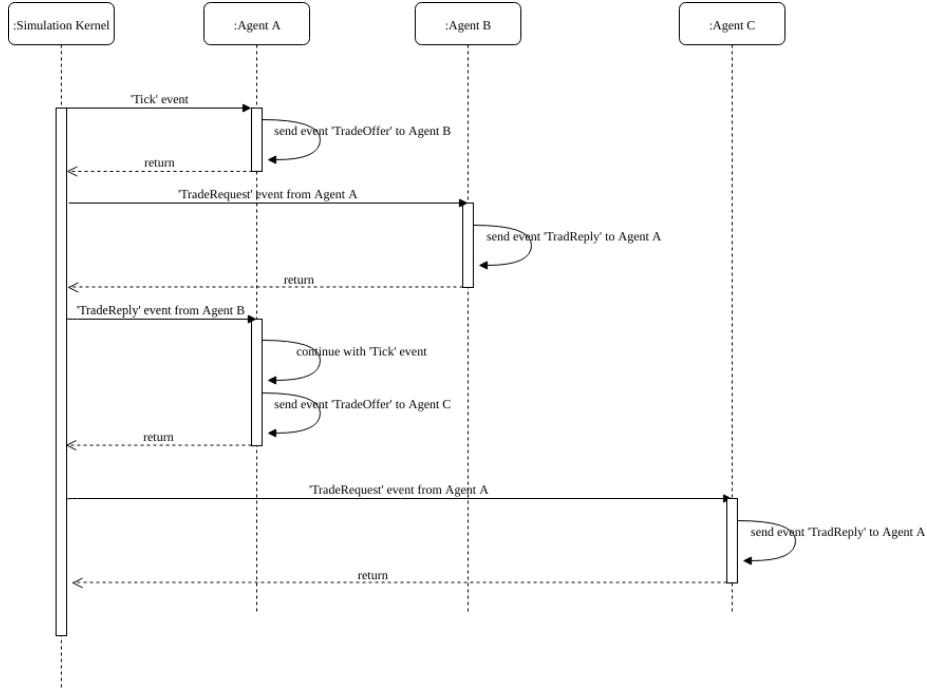 :Simulation Kernel
:Agent A
:Agent B
:Agent C
'Tick' event
send event 'TradeOffer' to Agent B
return
'TradeRequest' event from Agent A
send event 'TradReply' to Agent A
return
'TradeReply' event from Agent B
continue with 'Tick' event
send event 'TradeOffer' to Agent C
return
'TradeRequest' event from Agent A
send event 'TradReply' to Agent A
return